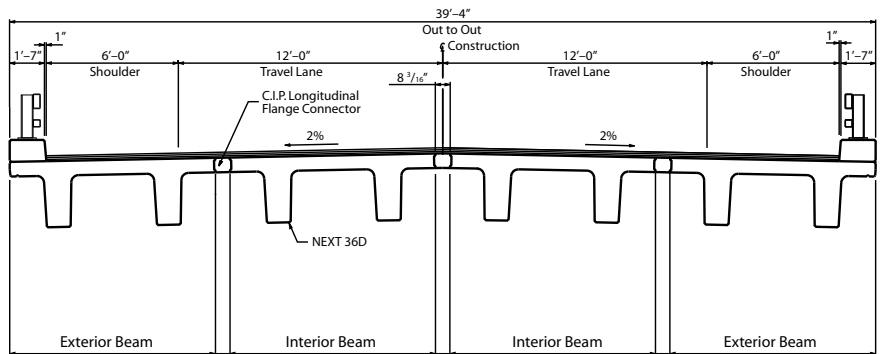 39′–4″
Out to Out
℄ Construction
1′–7″
1″
6′–0″
Shoulder
12′–0″
Travel Lane
12′–0″
Travel Lane
6′–0″
Shoulder
1″
1′–7″
8 3/16″
C.I.P. Longitudinal
Flange Connector
2%
2%
NEXT 36D
Exterior Beam
Interior Beam
Interior Beam
Exterior Beam